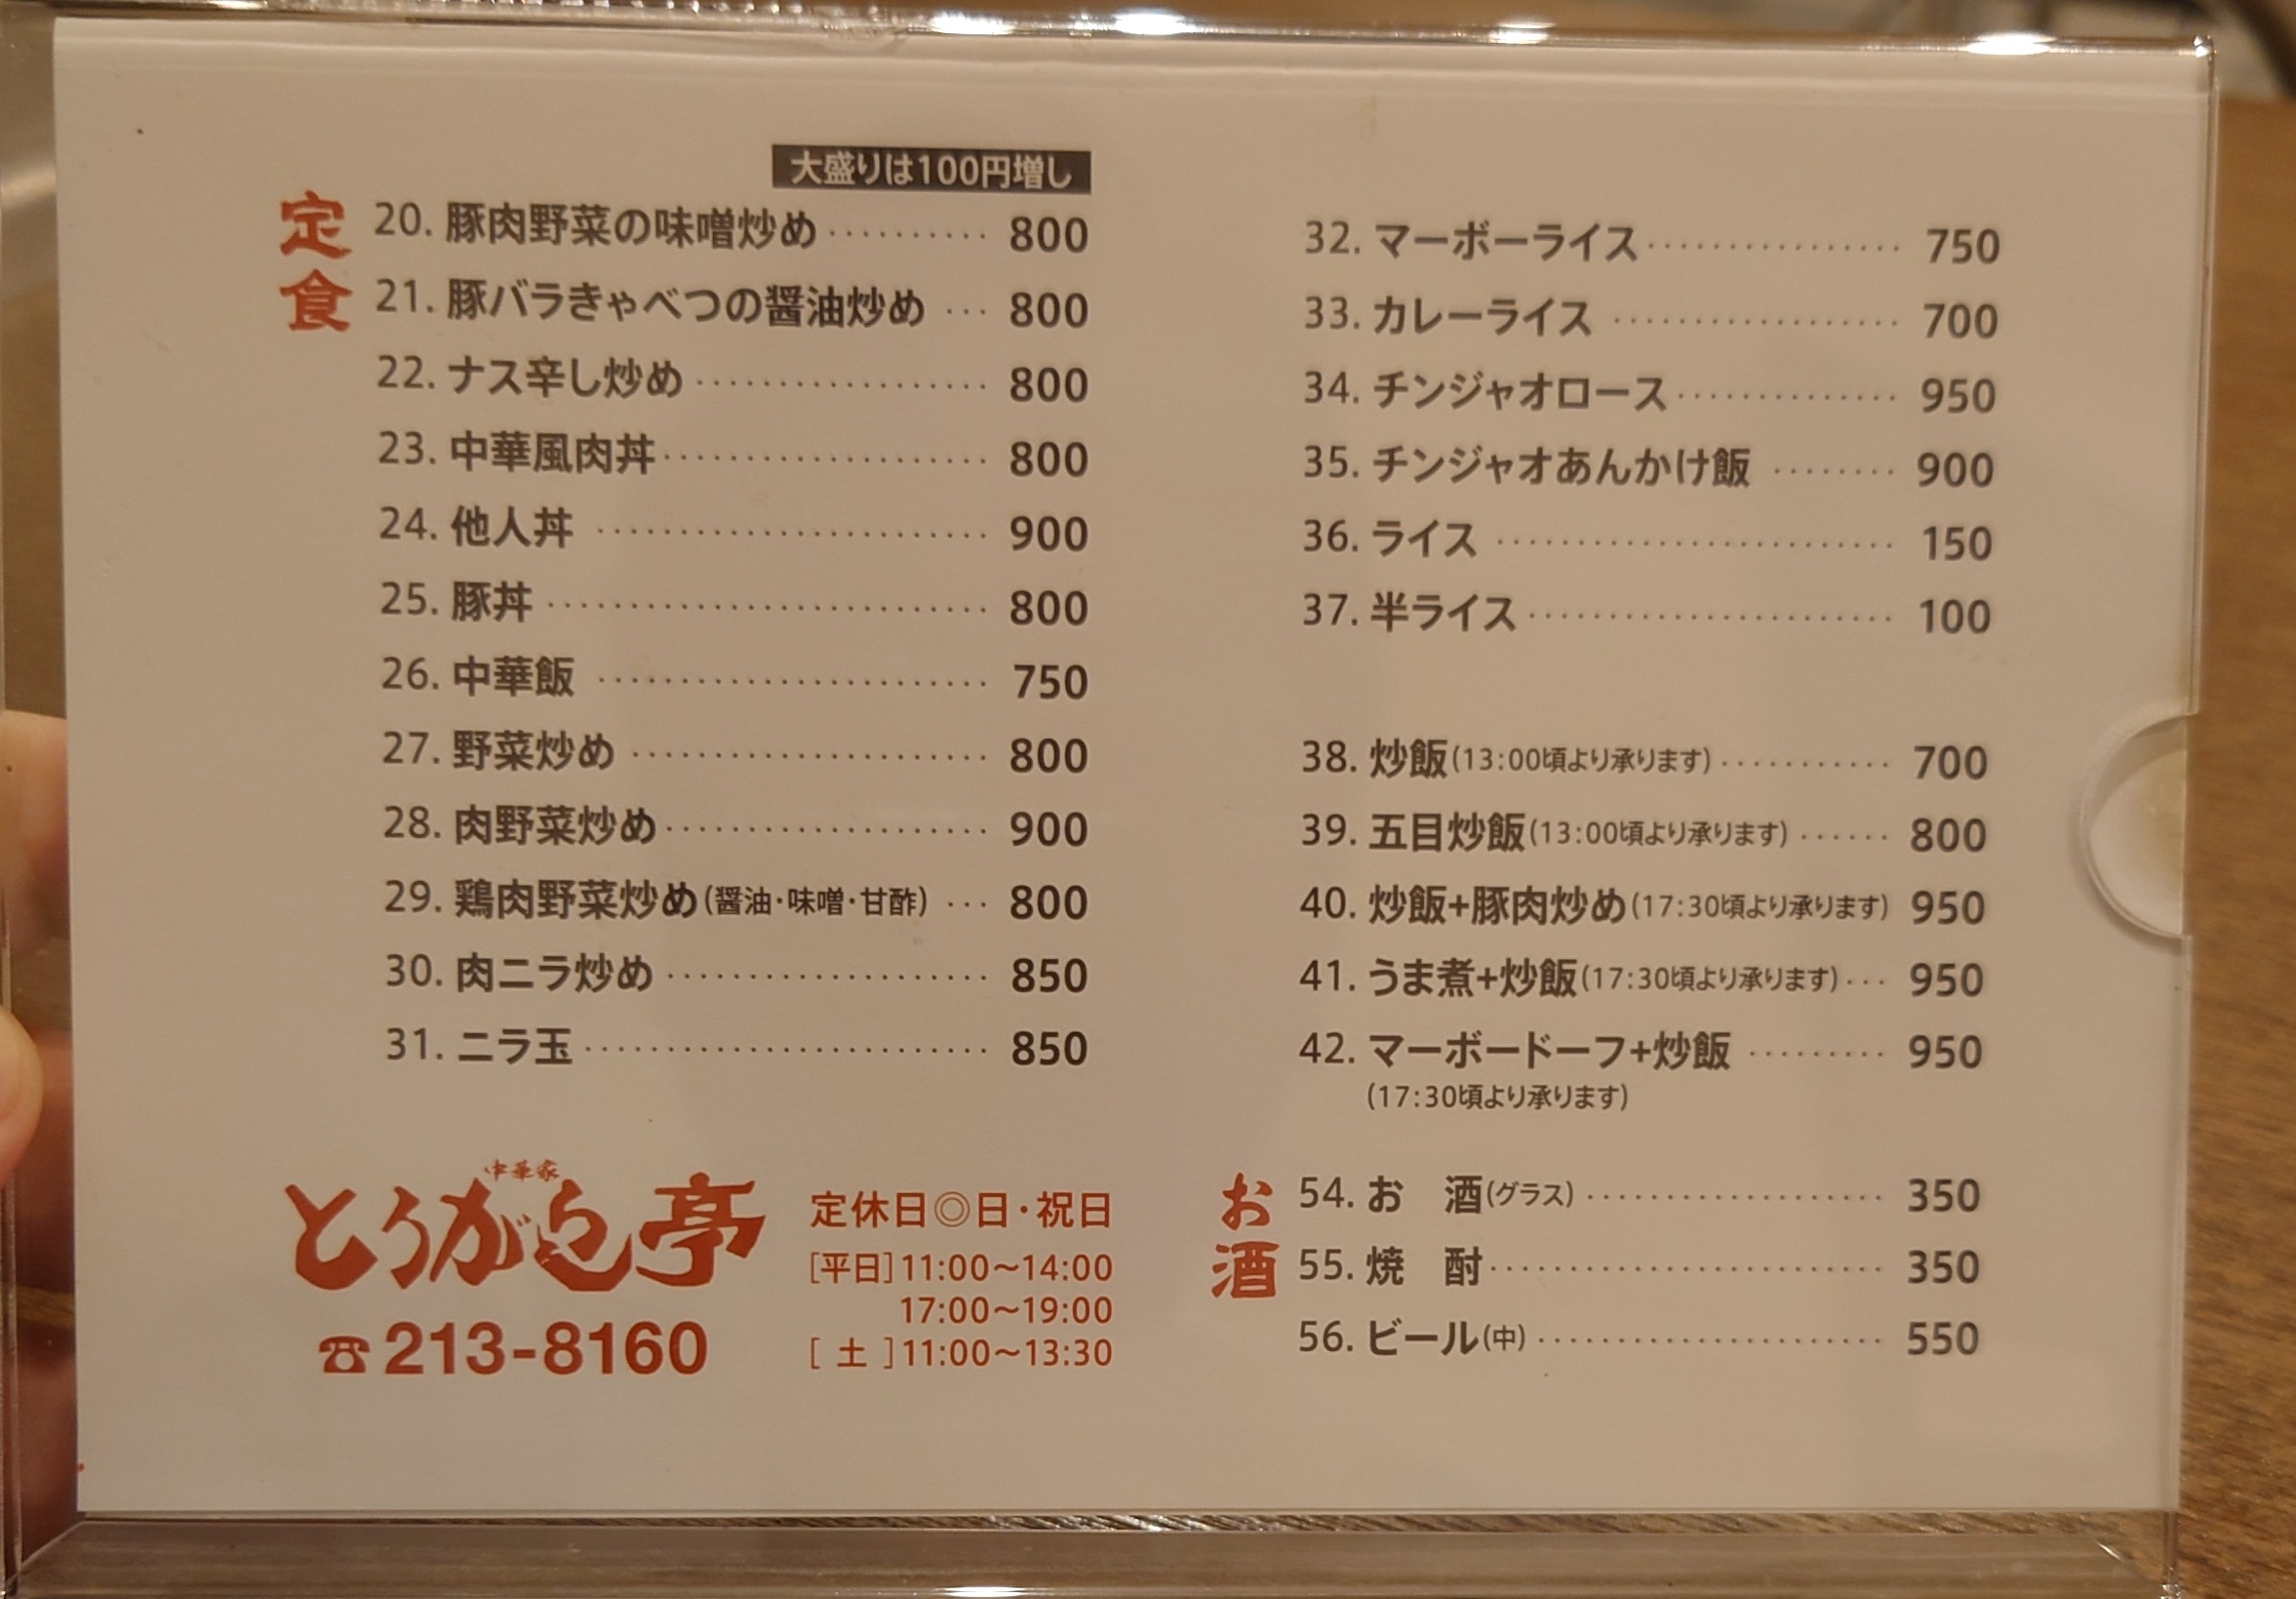 大盛りは100円増し
定食
20. 豚肉野菜の味噌炒め ・・・・・・・・・・ 800
21. 豚バラきゃべつの醤油炒め ・・・ 800
22. ナス辛し炒め ・・・・・・・・・・ 800
23. 中華風肉丼 ・・・・・・・・・・ 800
24. 他人丼 ・・・・・・・・・・ 900
25. 豚丼 ・・・・・・・・・・ 800
26. 中華飯 ・・・・・・・・・・ 750
27. 野菜炒め ・・・・・・・・・・ 800
28. 肉野菜炒め ・・・・・・・・・・ 900
29. 鶏肉野菜炒め(醤油・味噌・甘酢) ・・・ 800
30. 肉ニラ炒め ・・・・・・・・・・ 850
31. ニラ玉 ・・・・・・・・・・ 850
32. マーボーライス ・・・・・・・・・・ 750
33. カレーライス ・・・・・・・・・・ 700
34. チンジャオロース ・・・・・・・・・・ 950
35. チンジャオあんかけ飯 ・・・・・・・・ 900
36. ライス ・・・・・・・・・・ 150
37. 半ライス ・・・・・・・・・・ 100
38. 炒飯(13:00頃より承ります) ・・・・・・・・・・ 700
39. 五目炒飯(13:00頃より承ります) ・・・・・・ 800
40. 炒飯+豚肉炒め(17:30頃より承ります) 950
41. うま煮+炒飯(17:30頃より承ります) ・・・ 950
42. マーボードーフ+炒飯 ・・・・・・・・・ 950
(17:30頃より承ります)
お酒
54. お　酒(グラス) ・・・・・・・・・・ 350
55. 焼　酎 ・・・・・・・・・・ 350
56. ビール(中) ・・・・・・・・・・ 550
中華家
とうがらし亭
☎213-8160
定休日◎日・祝日
[平日]11:00〜14:00
17:00〜19:00
[ 土 ]11:00〜13:30